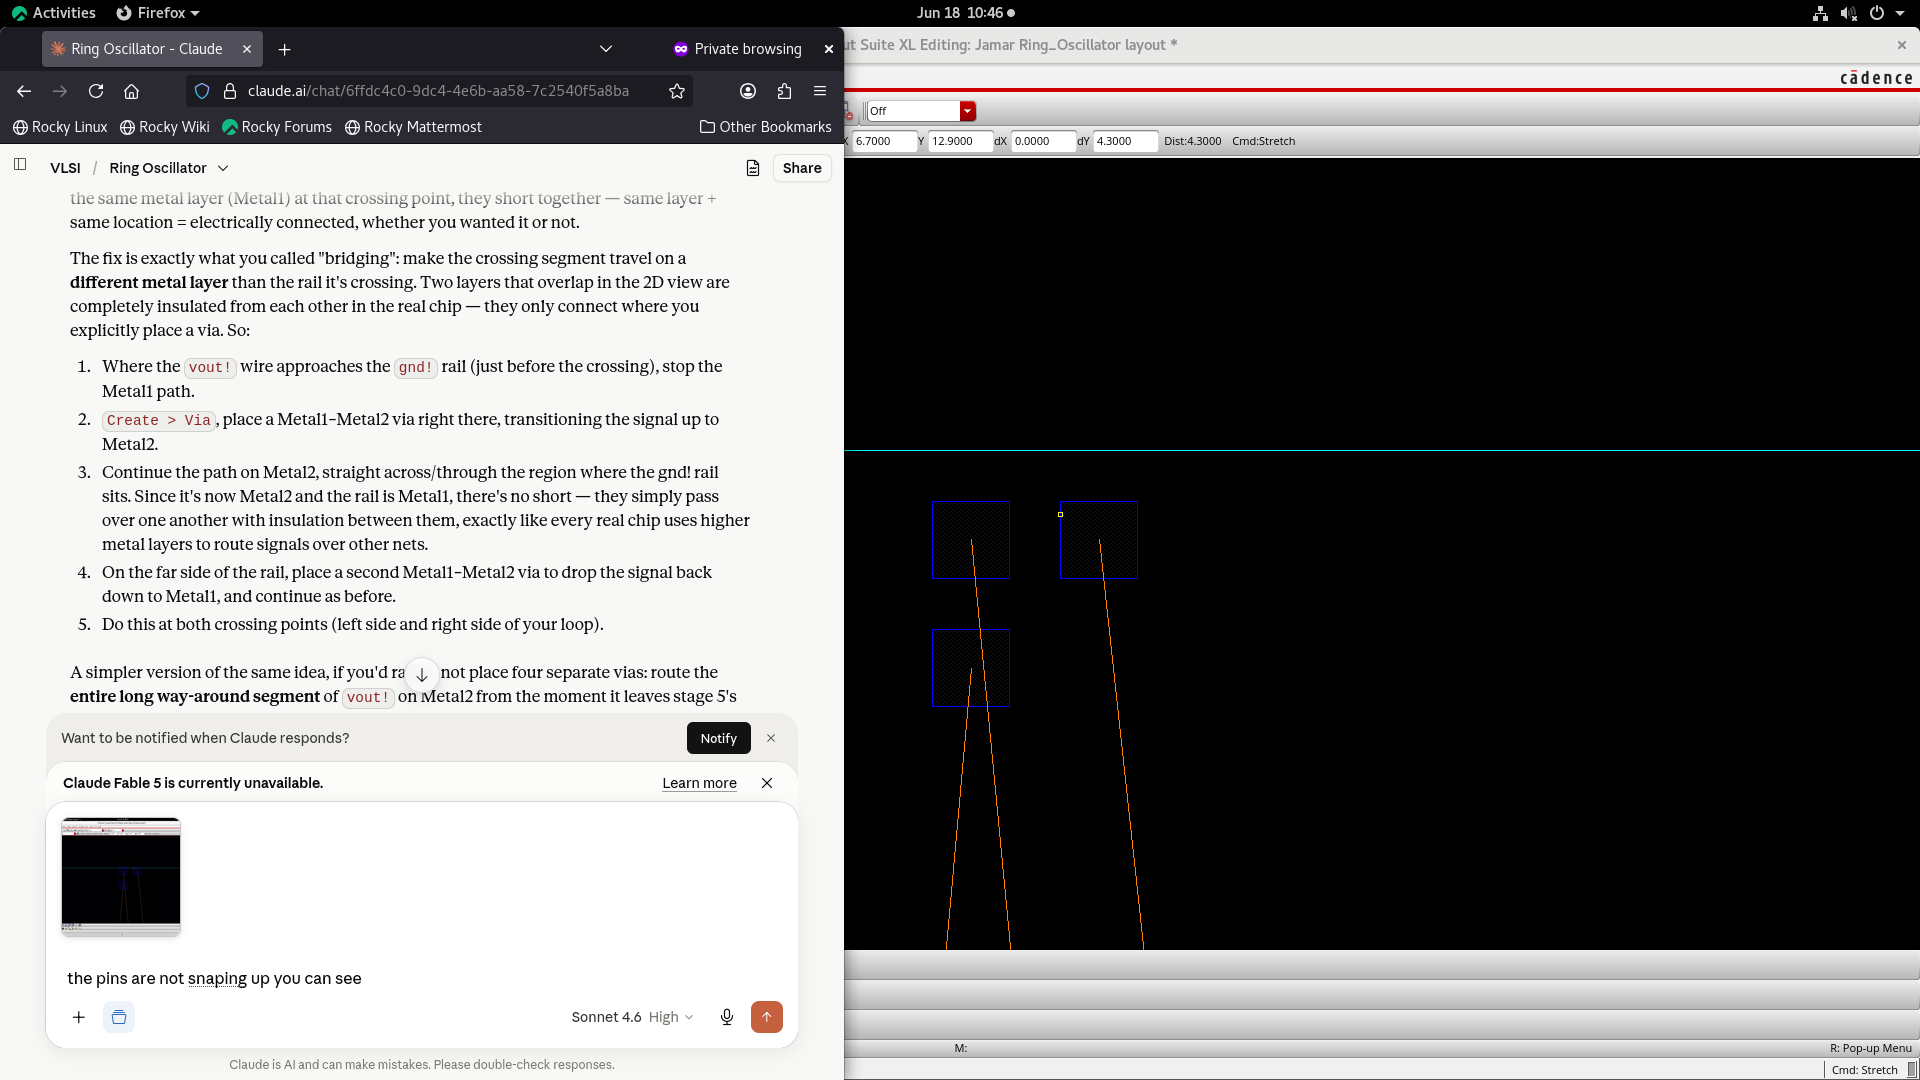 Activities
Firefox
Jun 18 10:46
Ring Oscillator - Claude
Private browsing
claude.ai/chat/6ffdc4c0-9dc4-4e6b-aa58-7c2540f5a8ba
Rocky Linux
Rocky Wiki
Rocky Forums
Rocky Mattermost
Other Bookmarks
VLSI / Ring Oscillator
Share
the same metal layer (Metal1) at that crossing point, they short together — same layer +
same location = electrically connected, whether you wanted it or not.
The fix is exactly what you called "bridging": make the crossing segment travel on a
different metal layer than the rail it's crossing. Two layers that overlap in the 2D view are
completely insulated from each other in the real chip — they only connect where you
explicitly place a via. So:
1. Where the vout! wire approaches the gnd! rail (just before the crossing), stop the
Metal1 path.
2. Create > Via, place a Metal1–Metal2 via right there, transitioning the signal up to
Metal2.
3. Continue the path on Metal2, straight across/through the region where the gnd! rail
sits. Since it's now Metal2 and the rail is Metal1, there's no short — they simply pass
over one another with insulation between them, exactly like every real chip uses higher
metal layers to route signals over other nets.
4. On the far side of the rail, place a second Metal1–Metal2 via to drop the signal back
down to Metal1, and continue as before.
5. Do this at both crossing points (left side and right side of your loop).
A simpler version of the same idea, if you'd ra not place four separate vias: route the
entire long way-around segment of vout! on Metal2 from the moment it leaves stage 5's
Want to be notified when Claude responds?
Notify
Claude Fable 5 is currently unavailable.
Learn more
the pins are not snaping up you can see
Sonnet 4.6 High
Claude is AI and can make mistakes. Please double-check responses.
ut Suite XL Editing: Jamar Ring_Oscillator layout *
cādence
Off
X 6.7000 Y 12.9000 dX 0.0000 dY 4.3000 Dist:4.3000 Cmd:Stretch
M:
R: Pop-up Menu
Cmd: Stretch